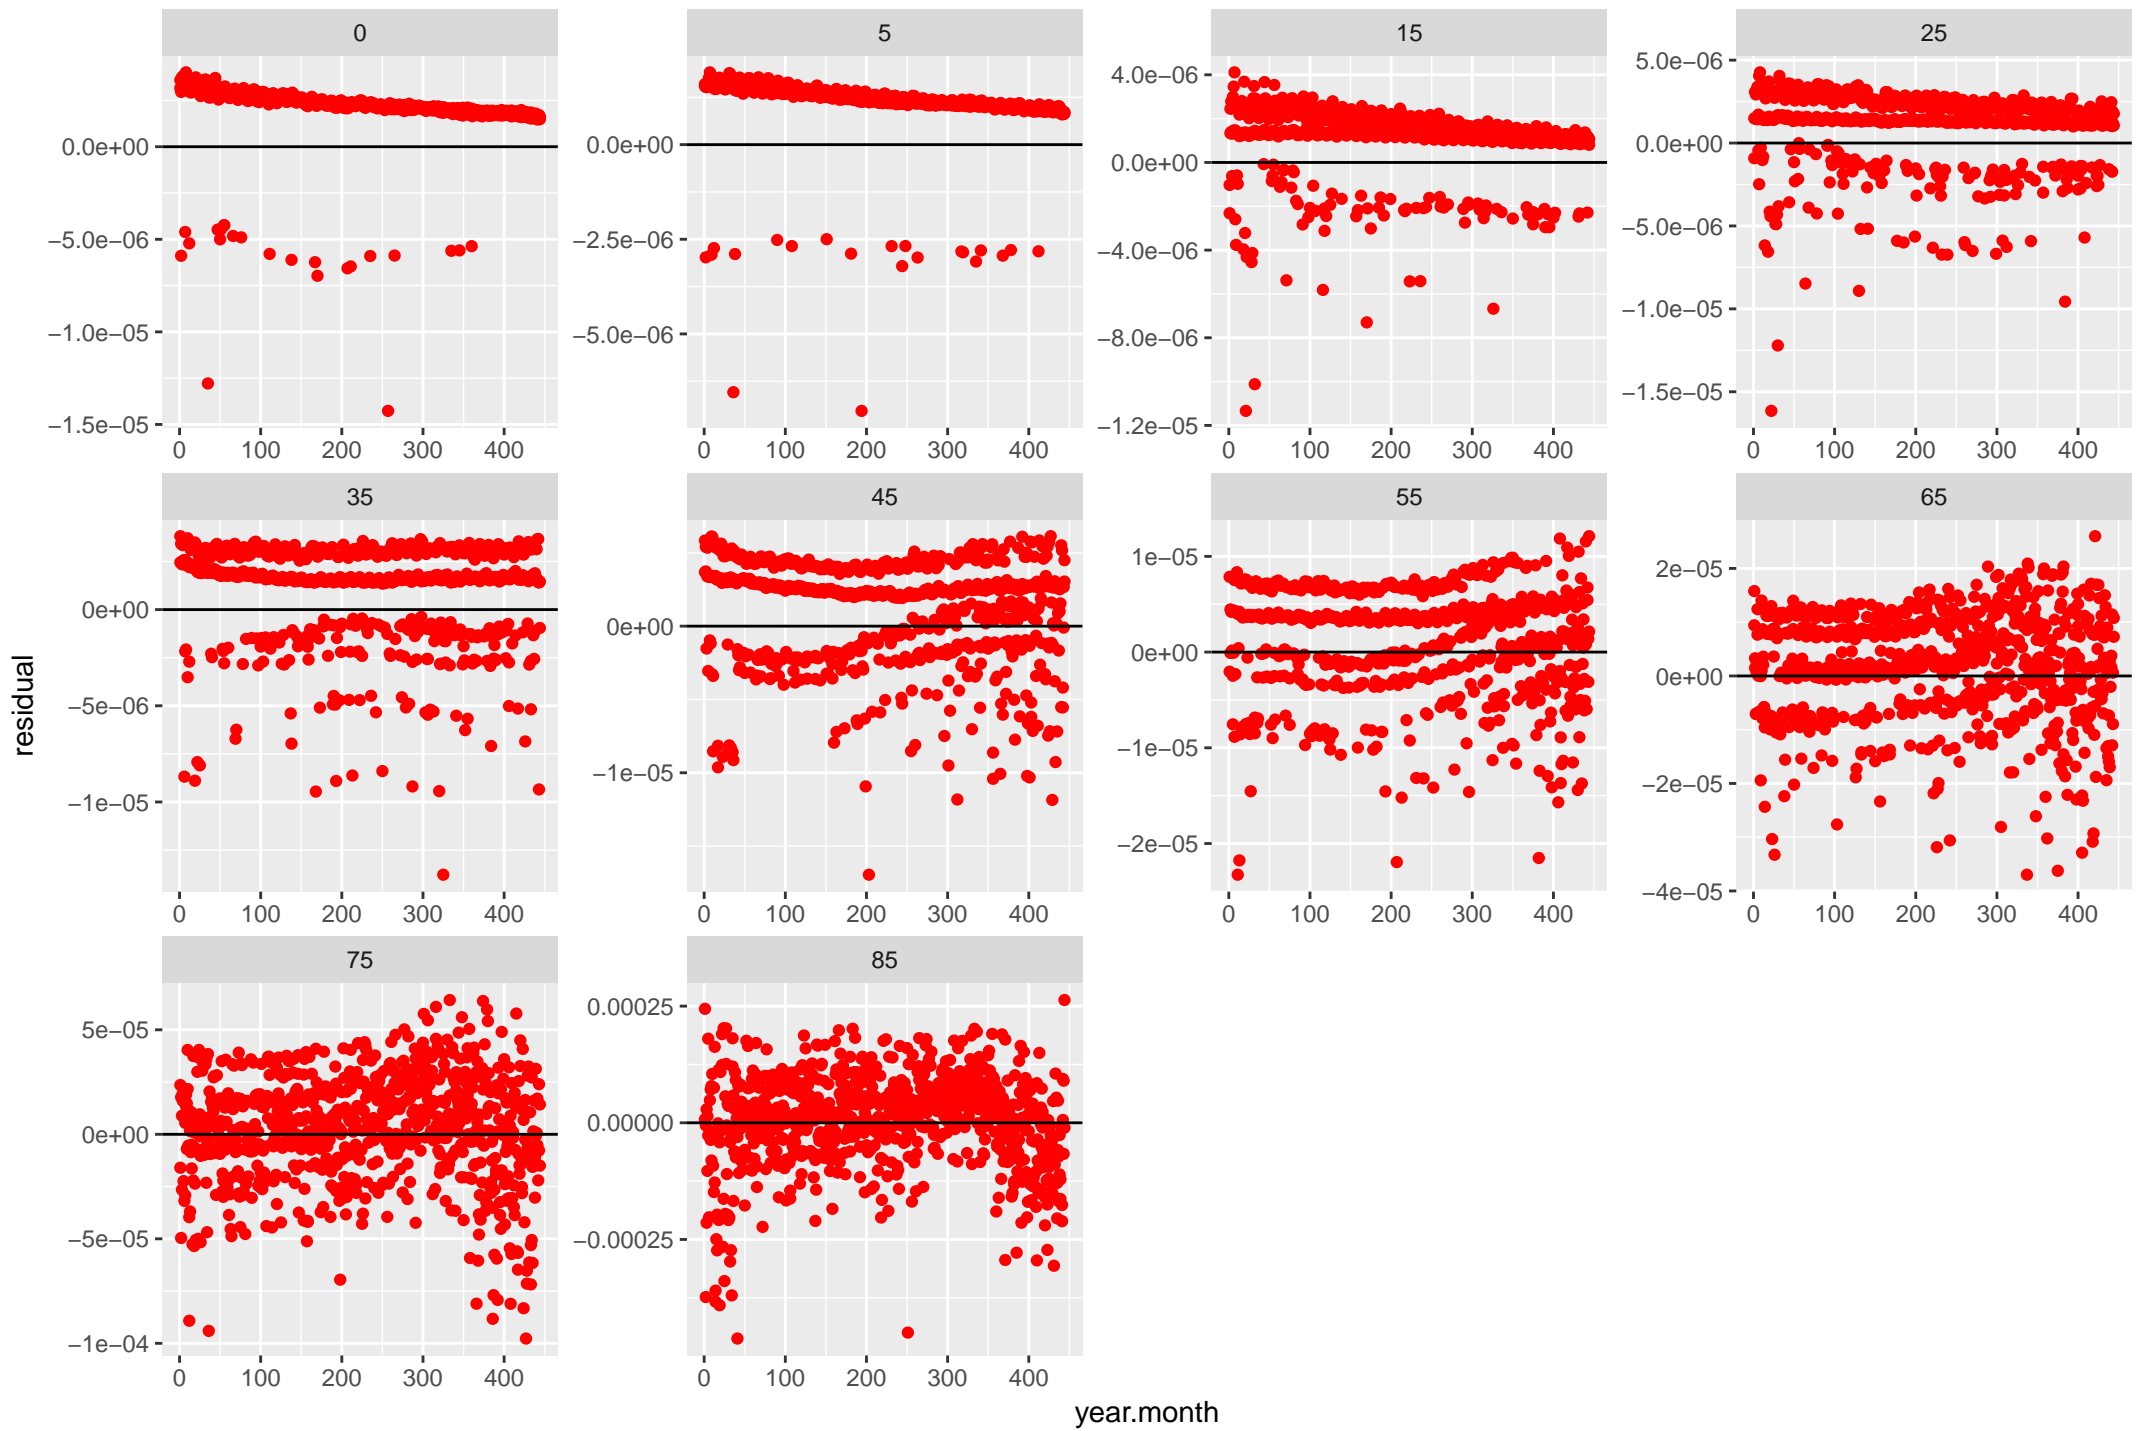 0 5 15 25
0.0e+00
−5.0e−06
−1.0e−05
−1.5e−05
0.0e+00
−2.5e−06
−5.0e−06
4.0e−06
0.0e+00
−4.0e−06
−8.0e−06
−1.2e−05
5.0e−06
0.0e+00
−5.0e−06
−1.0e−05
−1.5e−05
0 100 200 300 400 0 100 200 300 400 0 100 200 300 400 0 100 200 300 400
35 45 55 65
0e+00
−5e−06
−1e−05
0e+00
−1e−05
1e−05
0e+00
−1e−05
−2e−05
2e−05
0e+00
−2e−05
−4e−05
0 100 200 300 400 0 100 200 300 400 0 100 200 300 400 0 100 200 300 400
75 85
5e−05
0e+00
−5e−05
−1e−04
0.00025
0.00000
−0.00025
0 100 200 300 400 0 100 200 300 400
residual
year.month